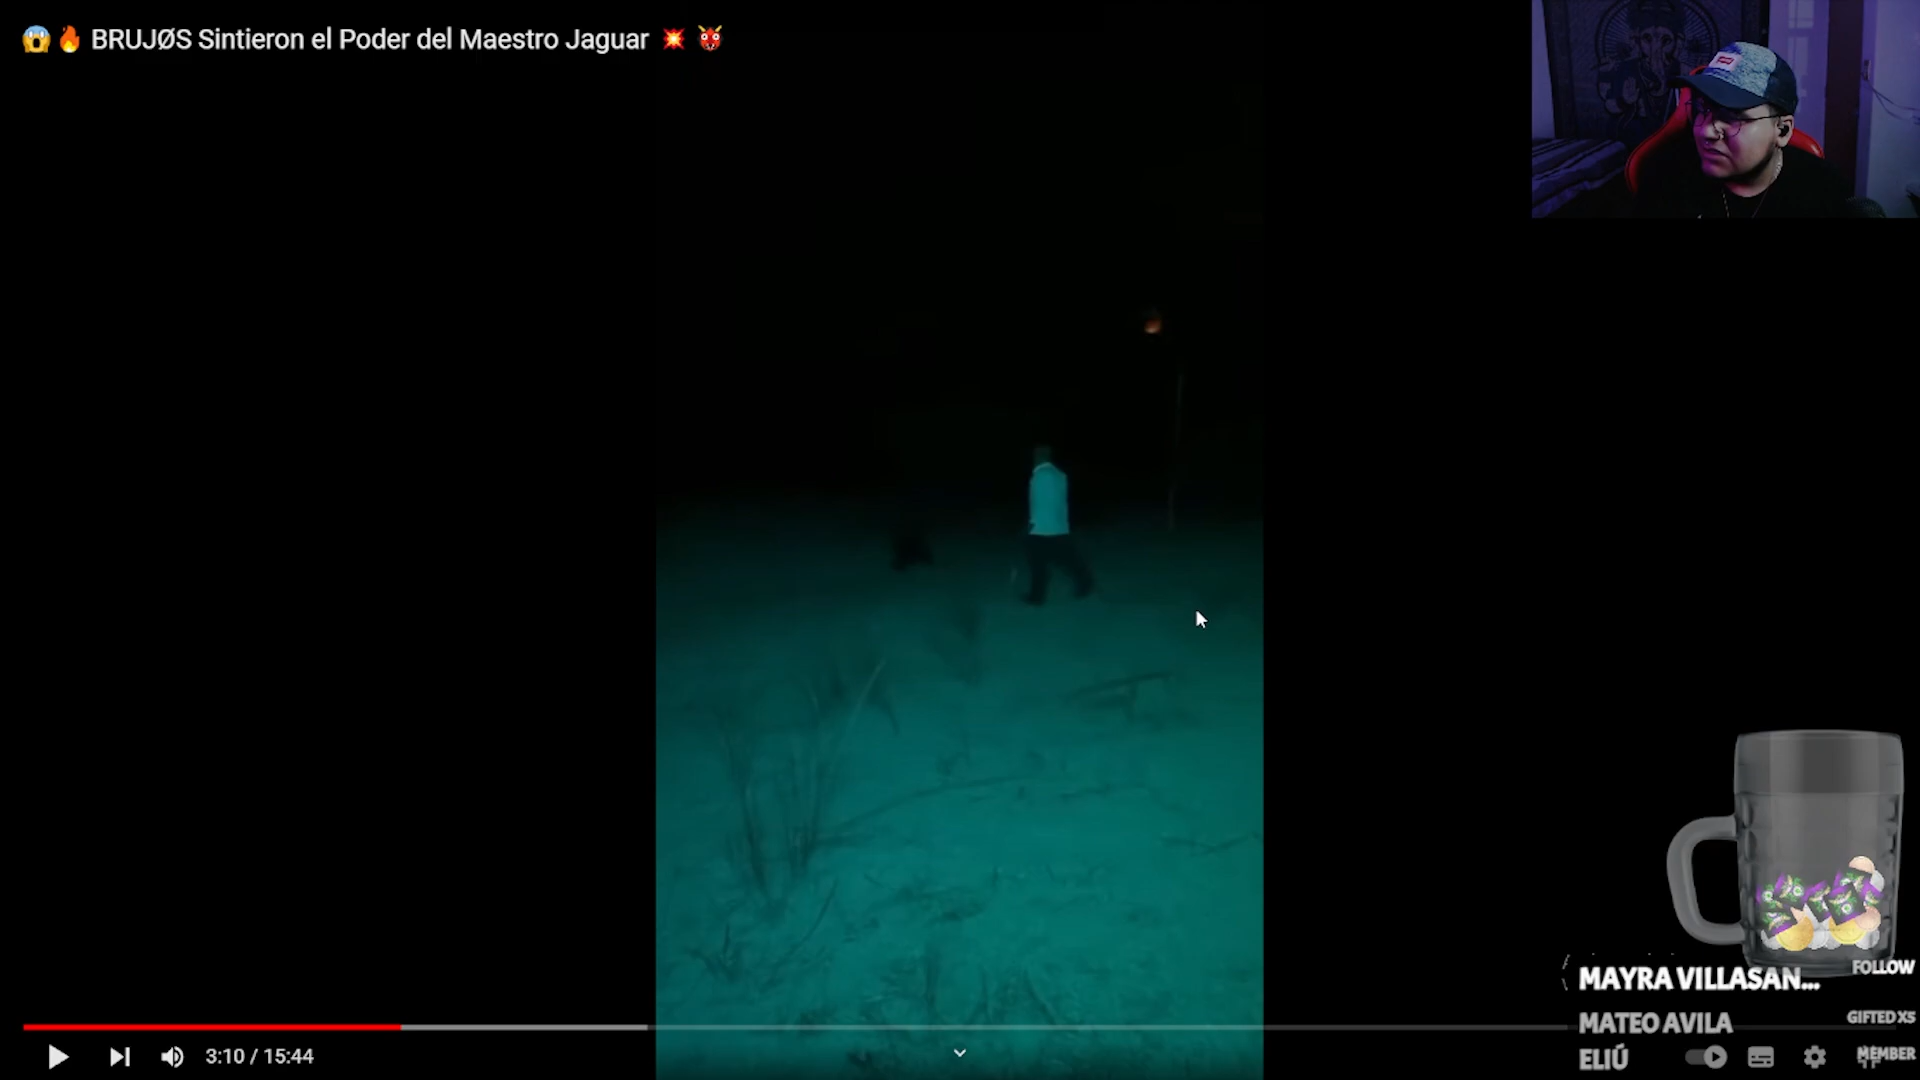 😱🔥 BRUJØS Sintieron el Poder del Maestro Jaguar 💥 👹
FOLLOW
MAYRA VILLASAN...
MATEO AVILA
GIFTED X5
ELIÚ
MEMBER
3:10 / 15:44